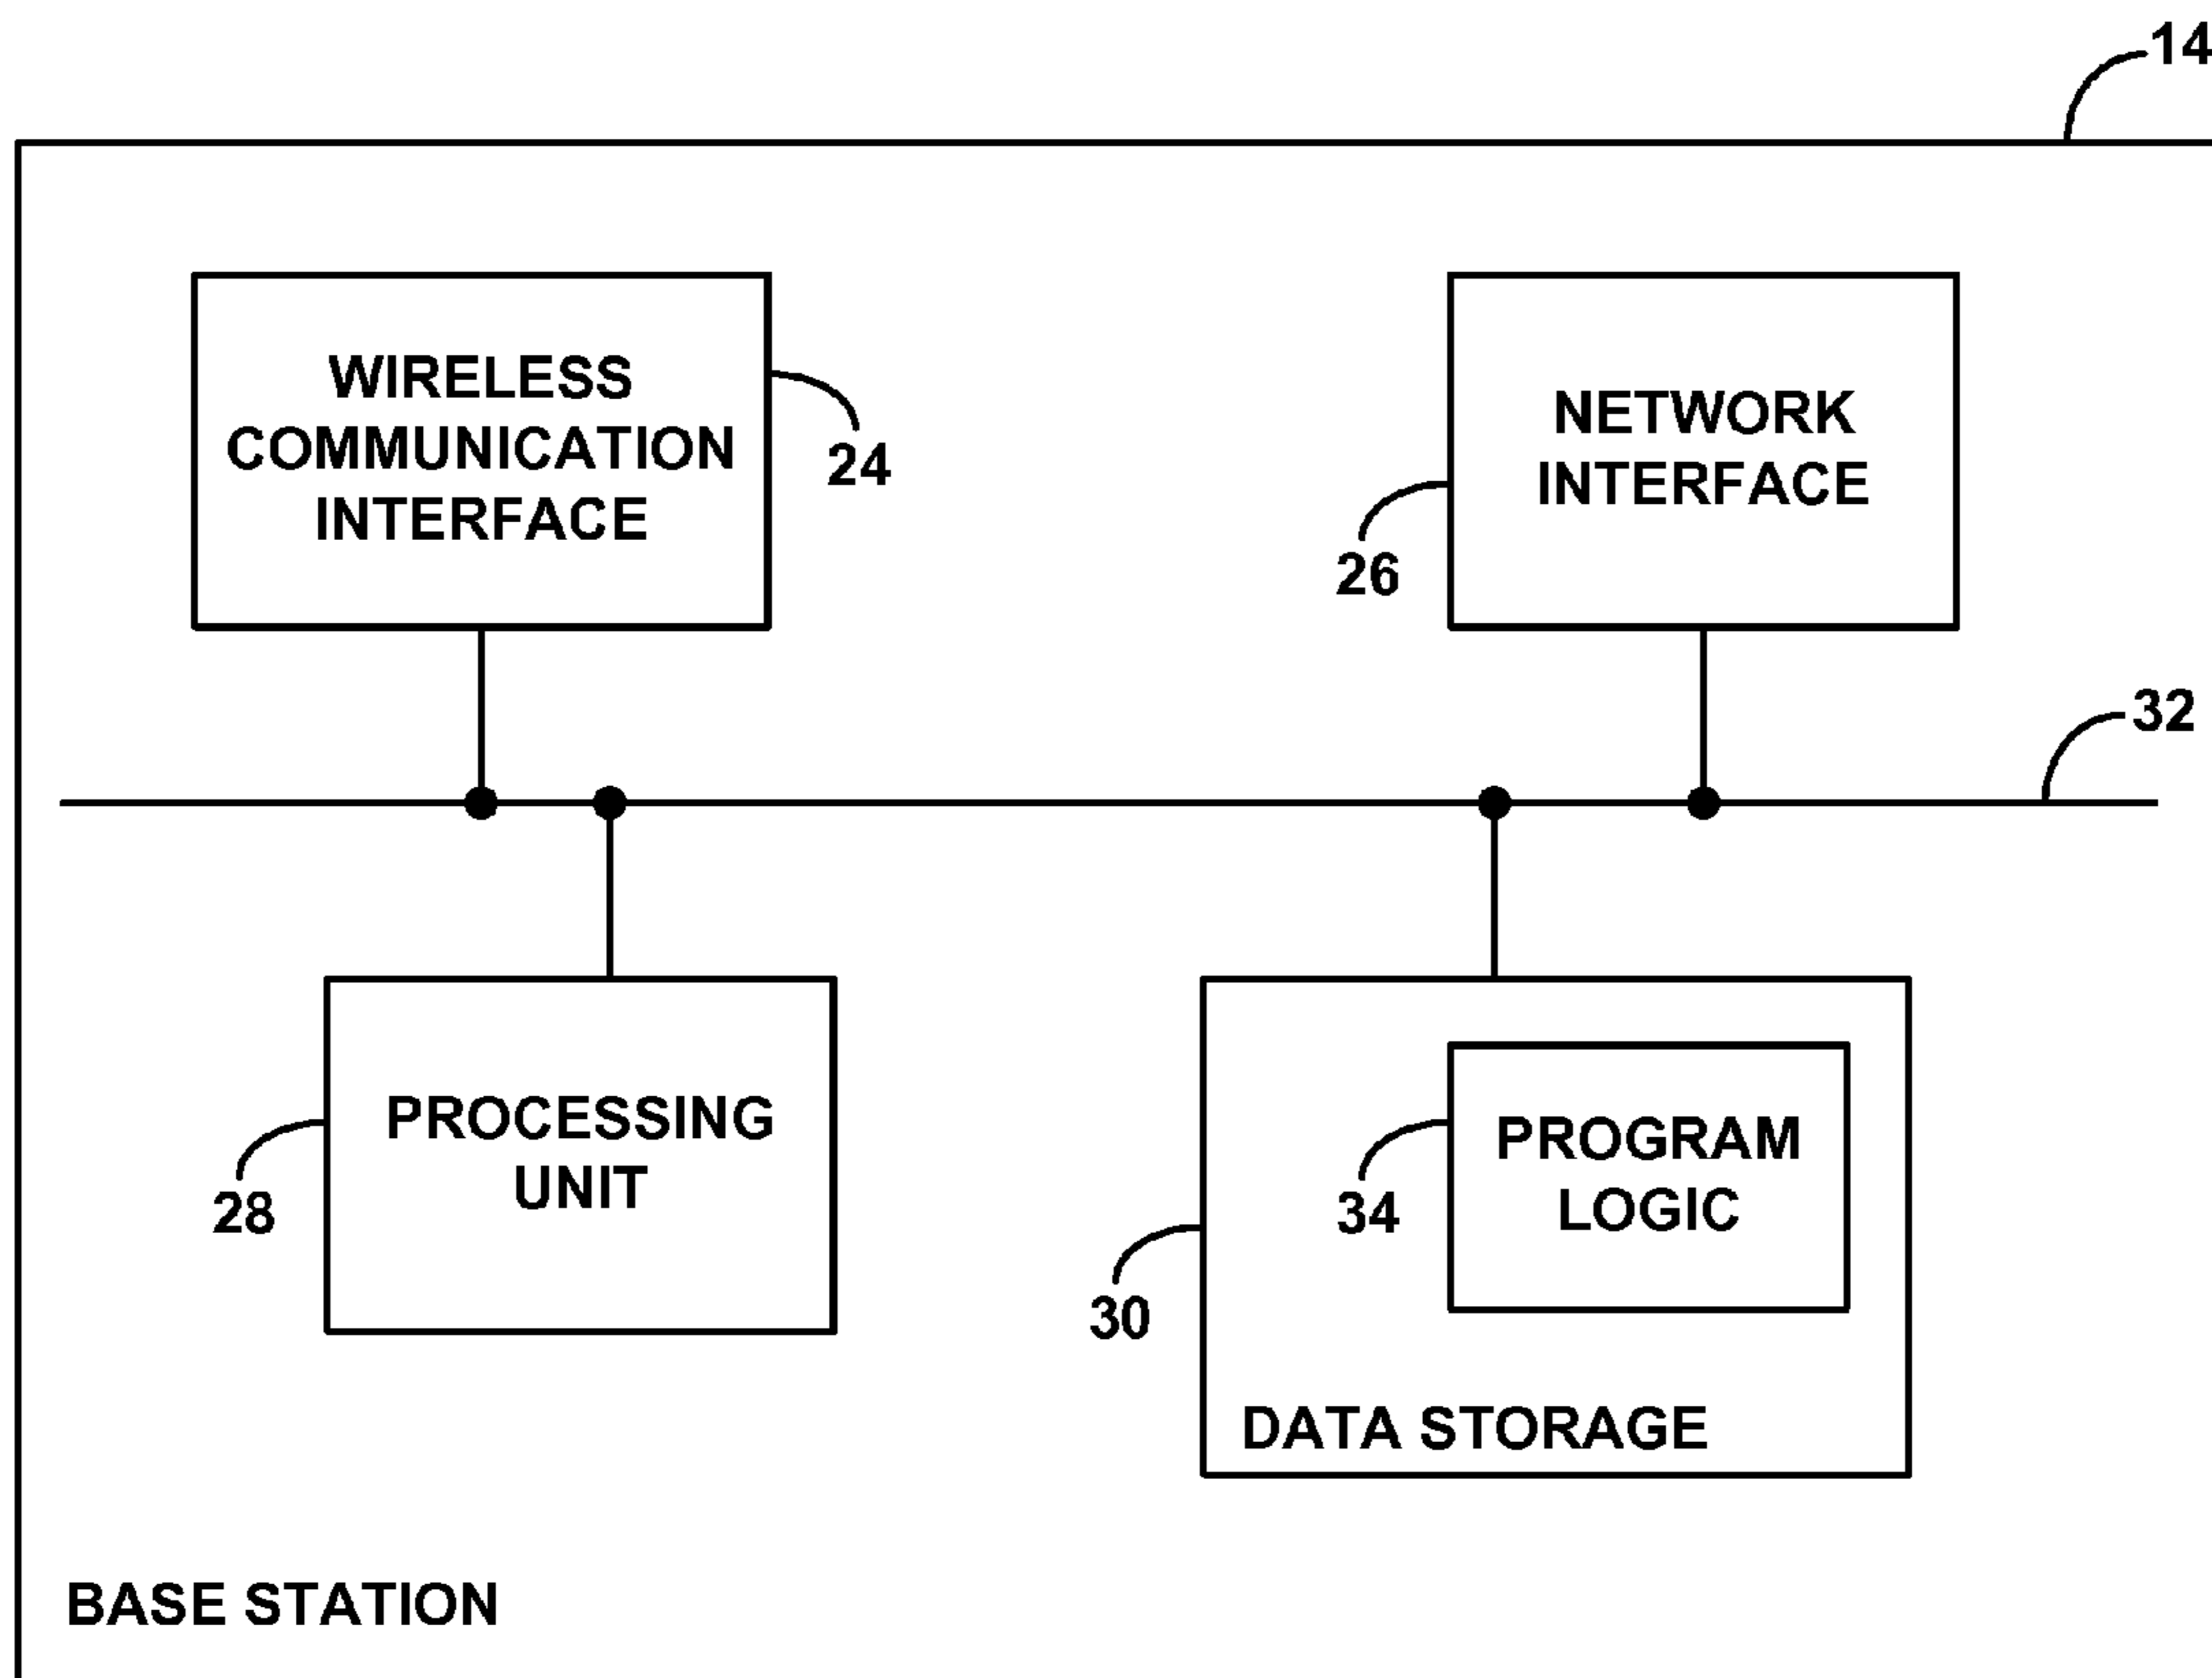 14
WIRELESS
COMMUNICATION
INTERFACE
24
NETWORK
INTERFACE
26
32
PROCESSING
UNIT
28
PROGRAM
LOGIC
34
30
DATA STORAGE
BASE STATION